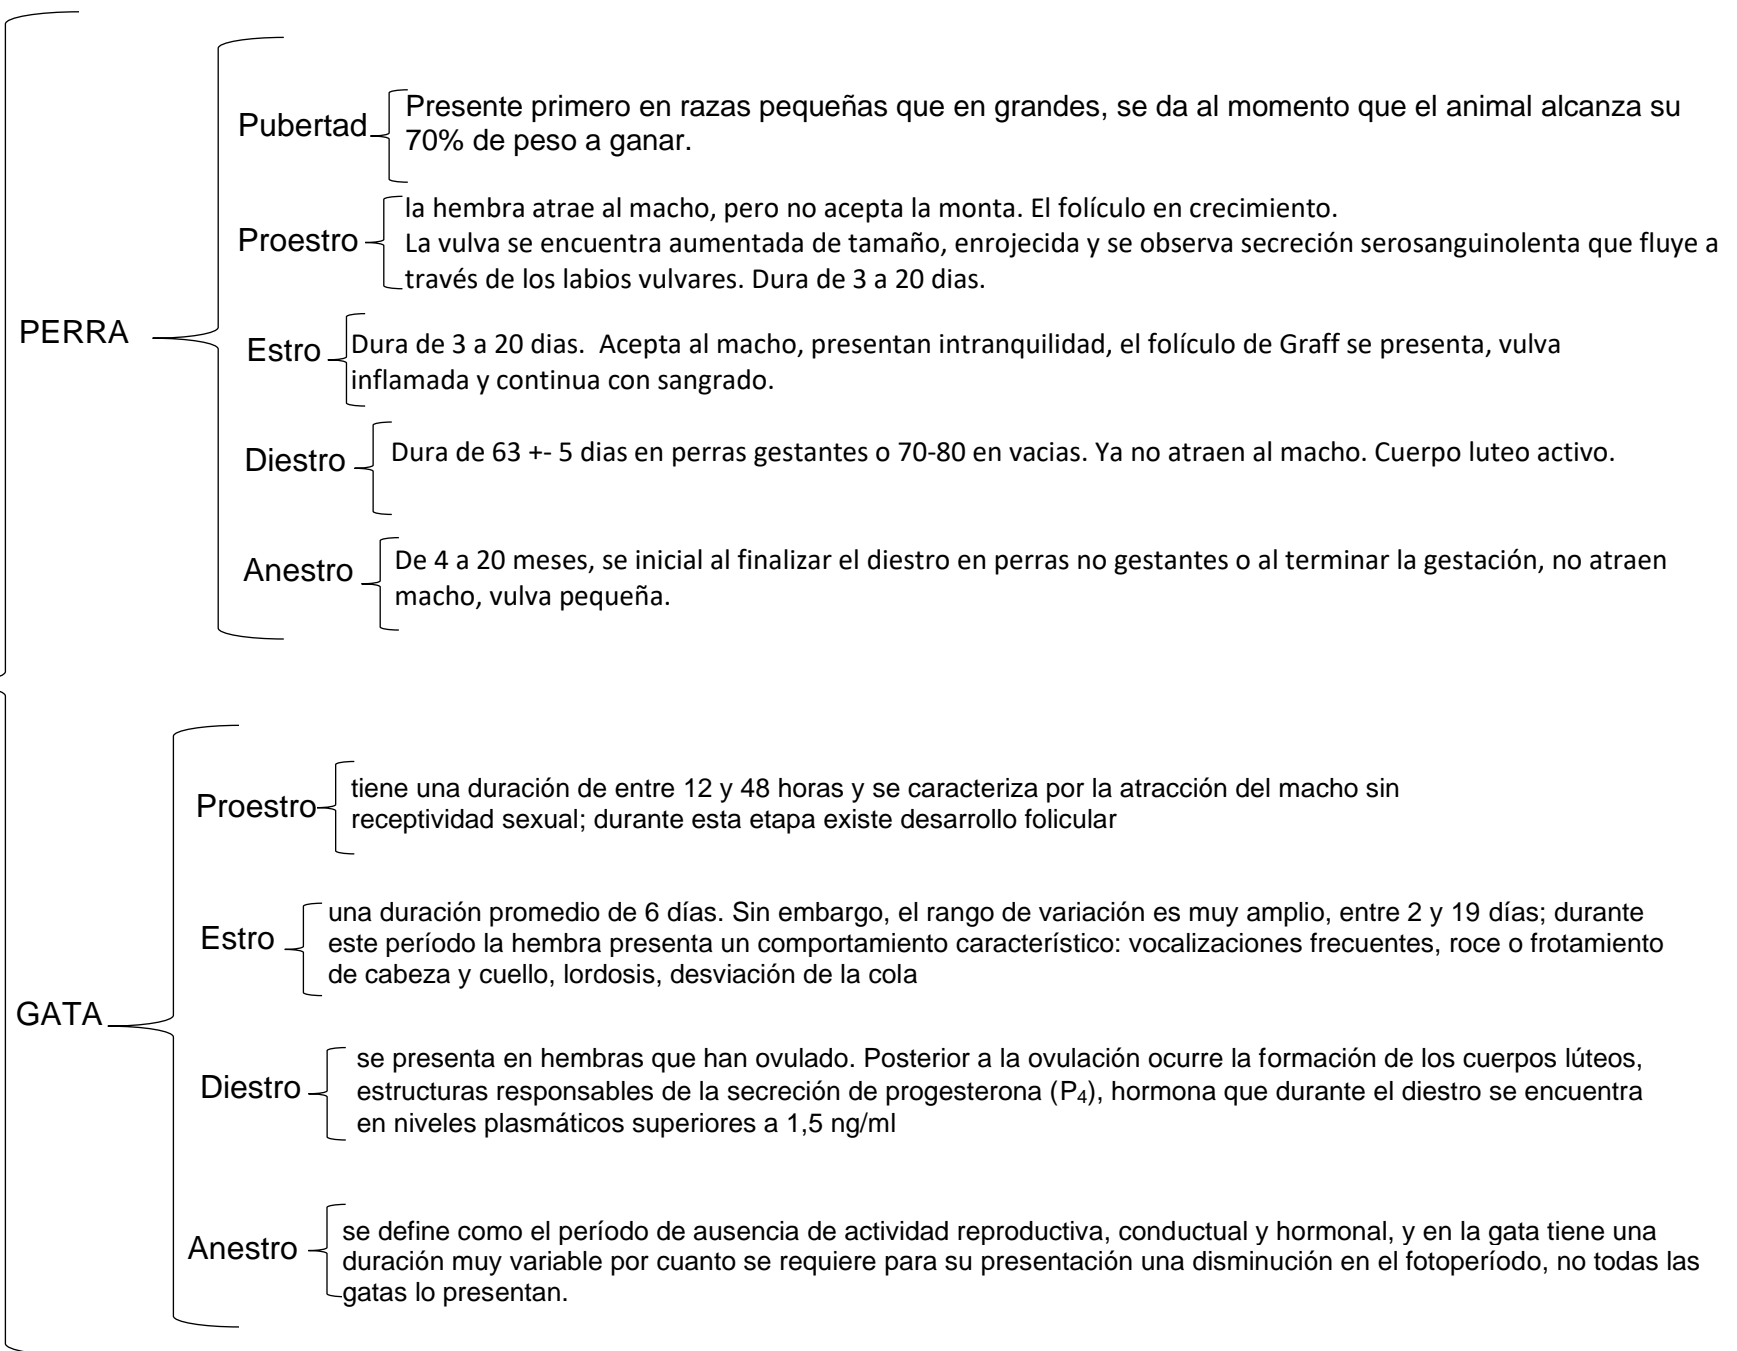 PERRA
Pubertad
Presente primero en razas pequeñas que en grandes, se da al momento que el animal alcanza su
70% de peso a ganar.
Proestro
la hembra atrae al macho, pero no acepta la monta. El folículo en crecimiento.
La vulva se encuentra aumentada de tamaño, enrojecida y se observa secreción serosanguinolenta que fluye a
través de los labios vulvares. Dura de 3 a 20 dias.
Estro
Dura de 3 a 20 dias.  Acepta al macho, presentan intranquilidad, el folículo de Graff se presenta, vulva
inflamada y continua con sangrado.
Diestro
Dura de 63 +- 5 dias en perras gestantes o 70-80 en vacias. Ya no atraen al macho. Cuerpo luteo activo.
Anestro
De 4 a 20 meses, se inicial al finalizar el diestro en perras no gestantes o al terminar la gestación, no atraen
macho, vulva pequeña.
GATA
Proestro
tiene una duración de entre 12 y 48 horas y se caracteriza por la atracción del macho sin
receptividad sexual; durante esta etapa existe desarrollo folicular
Estro
una duración promedio de 6 días. Sin embargo, el rango de variación es muy amplio, entre 2 y 19 días; durante
este período la hembra presenta un comportamiento característico: vocalizaciones frecuentes, roce o frotamiento
de cabeza y cuello, lordosis, desviación de la cola
Diestro
se presenta en hembras que han ovulado. Posterior a la ovulación ocurre la formación de los cuerpos lúteos,
estructuras responsables de la secreción de progesterona (P₄), hormona que durante el diestro se encuentra
en niveles plasmáticos superiores a 1,5 ng/ml
Anestro
se define como el período de ausencia de actividad reproductiva, conductual y hormonal, y en la gata tiene una
duración muy variable por cuanto se requiere para su presentación una disminución en el fotoperíodo, no todas las
gatas lo presentan.